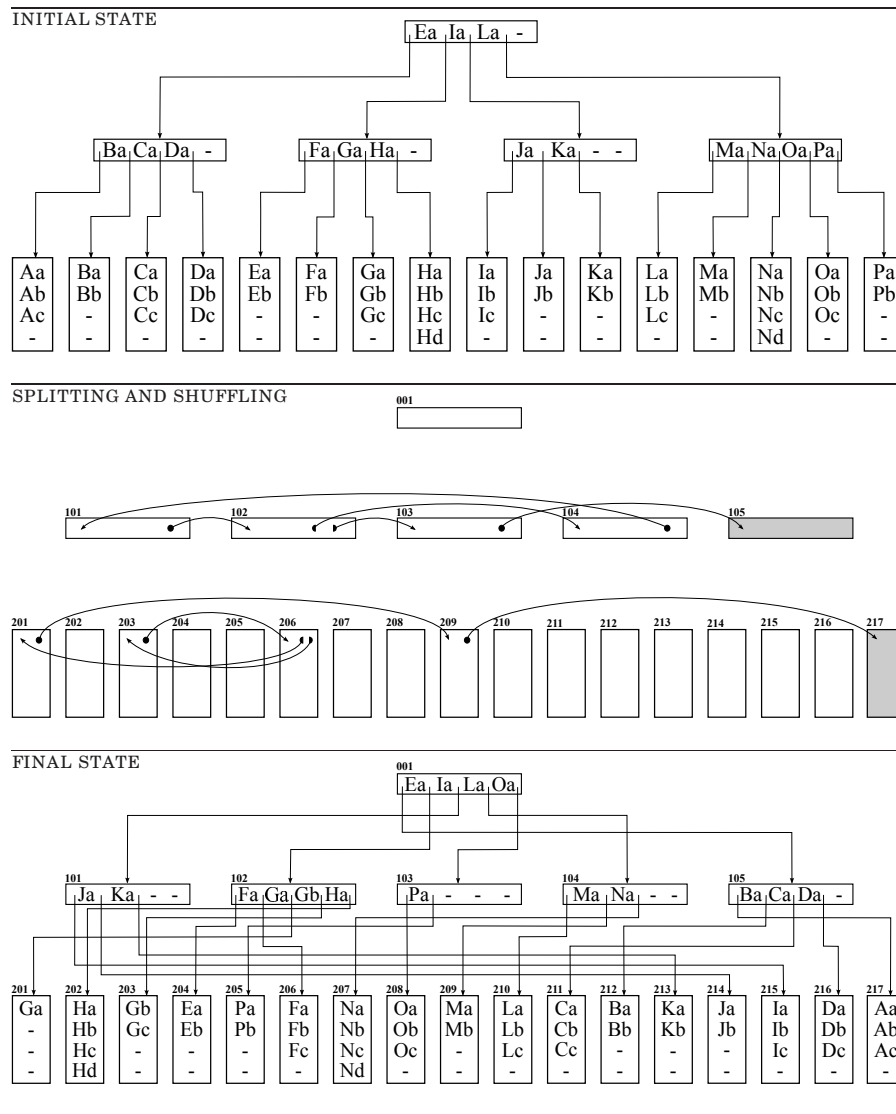 INITIAL STATE
Ea Ia La -
Ba Ca Da -
Fa Ga Ha -
Ja Ka - -
Ma Na Oa Pa
Aa Ba Ca Da Ea Fa Ga Ha Ia Ja Ka La Ma Na Oa Pa
Ab Bb Cb Db Eb Fb Gb Hb Ib Jb Kb Lb Mb Nb Ob Pb
Ac - Cc Dc - - Gc Hc Ic - - Lc - Nc Oc -
- - - - - - - Hd - - - - - Nd - -
SPLITTING AND SHUFFLING
001
101 102 103 104 105
201 202 203 204 205 206 207 208 209 210 211 212 213 214 215 216 217
FINAL STATE
001
Ea Ia La Oa
101 102 103 104 105
Ja Ka - -
Fa Ga Gb Ha
Pa - - -
Ma Na - -
Ba Ca Da -
201 202 203 204 205 206 207 208 209 210 211 212 213 214 215 216 217
Ga Ha Gb Ea Pa Fa Na Oa Ma La Ca Ba Ka Ja Ia Da Aa
- Hb Gc Eb Pb Fb Nb Ob Mb Lb Cb Bb Kb Jb Ib Db Ab
- Hc - - - Fc Nc Oc - Lc Cc - - - Ic Dc Ac
- Hd - - - - Nd - - - - - - - - - -